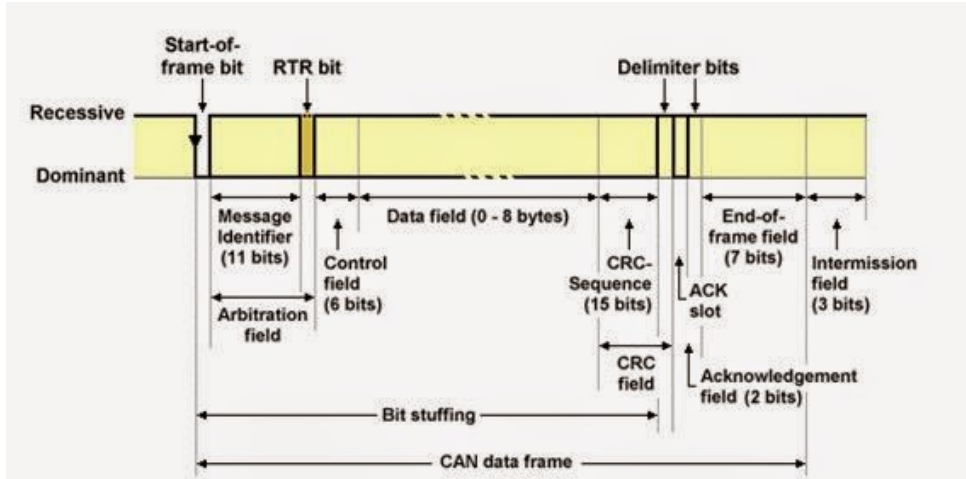 Start-of-
frame bit
RTR bit
Delimiter bits
Recessive
Dominant
Message
Identifier
(11 bits)
Control
field
(6 bits)
Data field (0 - 8 bytes)
CRC-
Sequence
(15 bits)
ACK
slot
End-of-
frame field
(7 bits)
Intermission
field
(3 bits)
Arbitration
field
CRC
field
Acknowledgement
field (2 bits)
Bit stuffing
CAN data frame